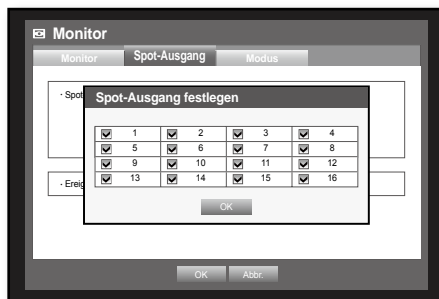 Monitor
Monitor Spot-Ausgang Modus
· Spot
Spot-Ausgang festlegen
1 2 3 4
5 6 7 8
9 10 11 12
13 14 15 16
· Ereig
OK
OK Abbr.